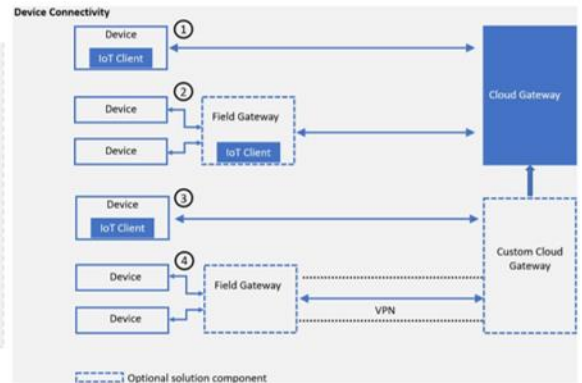 Device Connectivity
Device
1
IoT Client
Cloud Gateway
Device
2
Field Gateway
Device
IoT Client
Device
3
IoT Client
Custom Cloud
Gateway
Device
4
Field Gateway
Device
VPN
Optional solution component